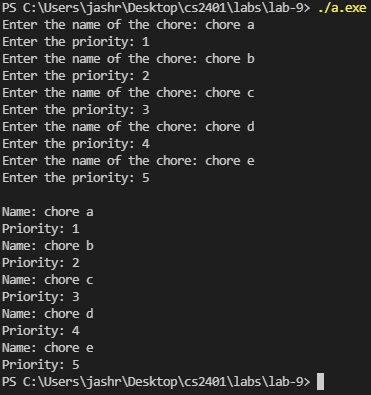 PS C:\Users\jashr\Desktop\cs2401\labs\lab-9> ./a.exe
Enter the name of the chore: chore a
Enter the priority: 1
Enter the name of the chore: chore b
Enter the priority: 2
Enter the name of the chore: chore c
Enter the priority: 3
Enter the name of the chore: chore d
Enter the priority: 4
Enter the name of the chore: chore e
Enter the priority: 5
Name: chore a
Priority: 1
Name: chore b
Priority: 2
Name: chore c
Priority: 3
Name: chore d
Priority: 4
Name: chore e
Priority: 5
PS C:\Users\jashr\Desktop\cs2401\labs\lab-9>